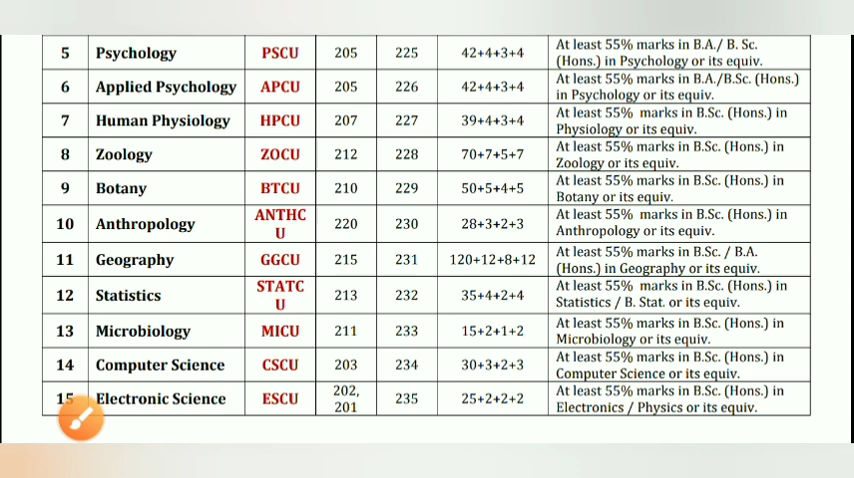 5 Psychology PSCU 205 225 42+4+3+4 At least 55% marks in B.A./ B. Sc.
(Hons.) in Psychology or its equiv.
6 Applied Psychology APCU 205 226 42+4+3+4 At least 55% marks in B.A./B.Sc. (Hons.)
in Psychology or its equiv.
7 Human Physiology HPCU 207 227 39+4+3+4 At least 55% marks in B.Sc. (Hons.) in
Physiology or its equiv.
8 Zoology ZOCU 212 228 70+7+5+7 At least 55% marks in B.Sc. (Hons.) in
Zoology or its equiv.
9 Botany BTCU 210 229 50+5+4+5 At least 55% marks in B.Sc. (Hons.) in
Botany or its equiv.
10 Anthropology ANTHC
U 220 230 28+3+2+3 At least 55% marks in B.Sc. (Hons.) in
Anthropology or its equiv.
11 Geography GGCU 215 231 120+12+8+12 At least 55% marks in B.Sc. / B.A.
(Hons.) in Geography or its equiv.
12 Statistics STATC
U 213 232 35+4+2+4 At least 55% marks in B.Sc. (Hons.) in
Statistics / B. Stat. or its equiv.
13 Microbiology MICU 211 233 15+2+1+2 At least 55% marks in B.Sc. (Hons.) in
Microbiology or its equiv.
14 Computer Science CSCU 203 234 30+3+2+3 At least 55% marks in B.Sc. (Hons.) in
Computer Science or its equiv.
15 Electronic Science ESCU 202,
201 235 25+2+2+2 At least 55% marks in B.Sc. (Hons.) in
Electronics / Physics or its equiv.